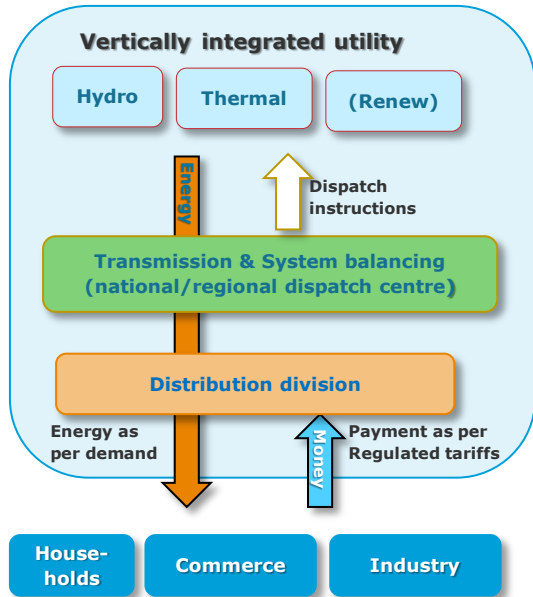 Vertically integrated utility
Hydro
Thermal
(Renew)
Energy
Dispatch
instructions
Transmission & System balancing
(national/regional dispatch centre)
Distribution division
Energy as
per demand
Money
Payment as per
Regulated tariffs
House-
holds
Commerce
Industry